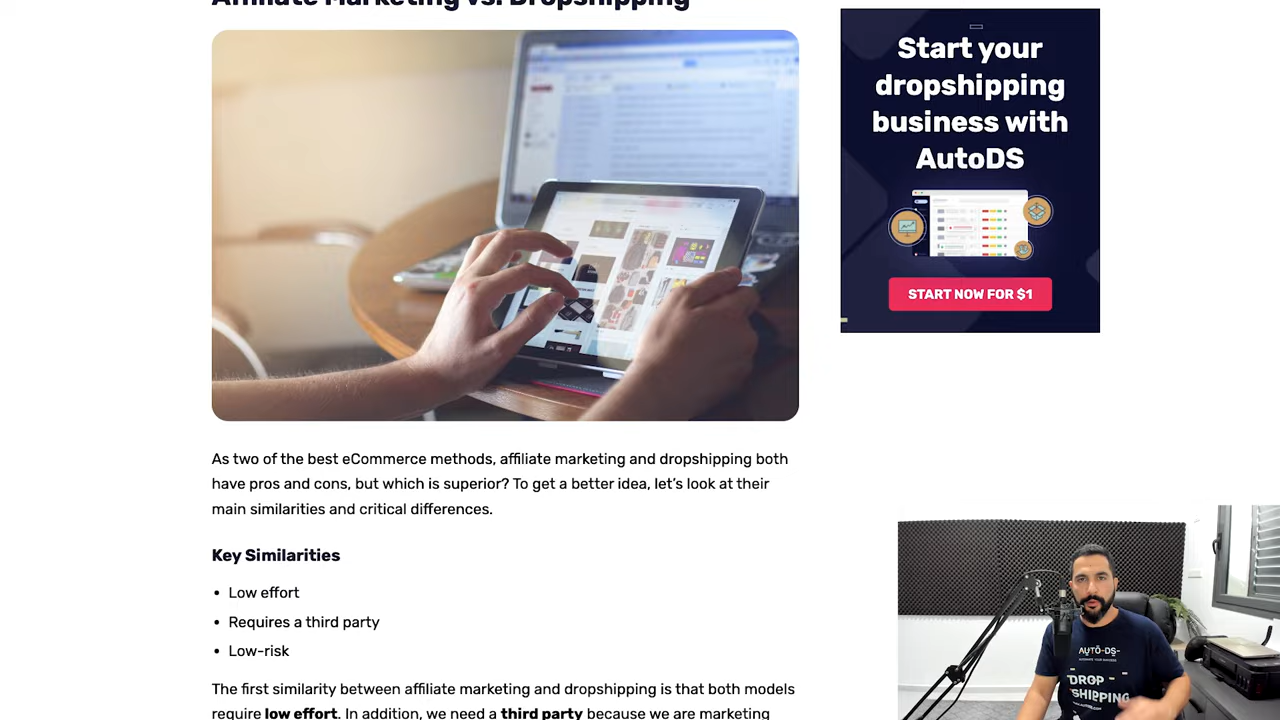 Affiliate Marketing vs. Dropshipping
Start your
dropshipping
business with
AutoDS
START NOW FOR $1
As two of the best eCommerce methods, affiliate marketing and dropshipping both
have pros and cons, but which is superior? To get a better idea, let’s look at their
main similarities and critical differences.
Key Similarities
Low effort
Requires a third party
Low-risk
The first similarity between affiliate marketing and dropshipping is that both models
require low effort. In addition, we need a third party because we are marketing
AUTO-DS-
AUTOMATE YOUR SUCCESS
DROP
SHIPPING